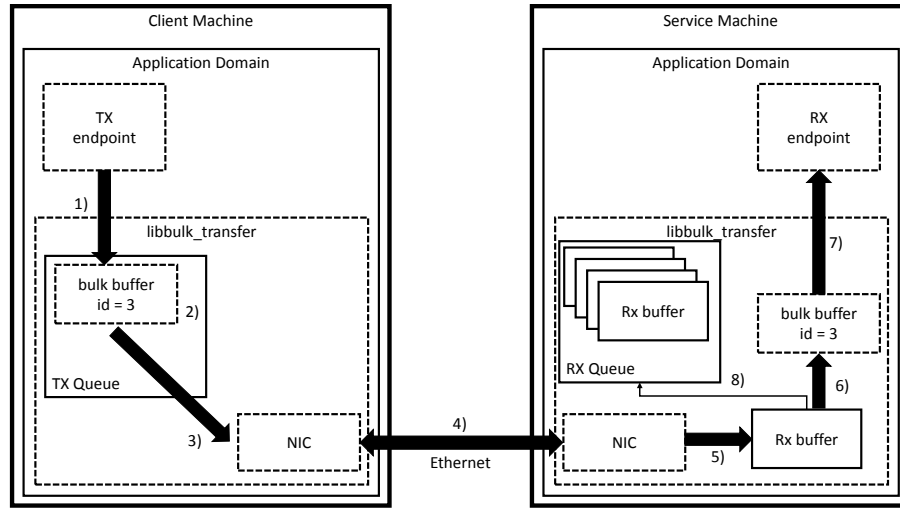 Client Machine
Application Domain
TX
endpoint
1)
libbulk_transfer
bulk buffer
id = 3
2)
TX Queue
3)
NIC
4)
Ethernet
Service Machine
Application Domain
RX
endpoint
libbulk_transfer
7)
Rx buffer
bulk buffer
id = 3
RX Queue
8)
6)
NIC
5)
Rx buffer